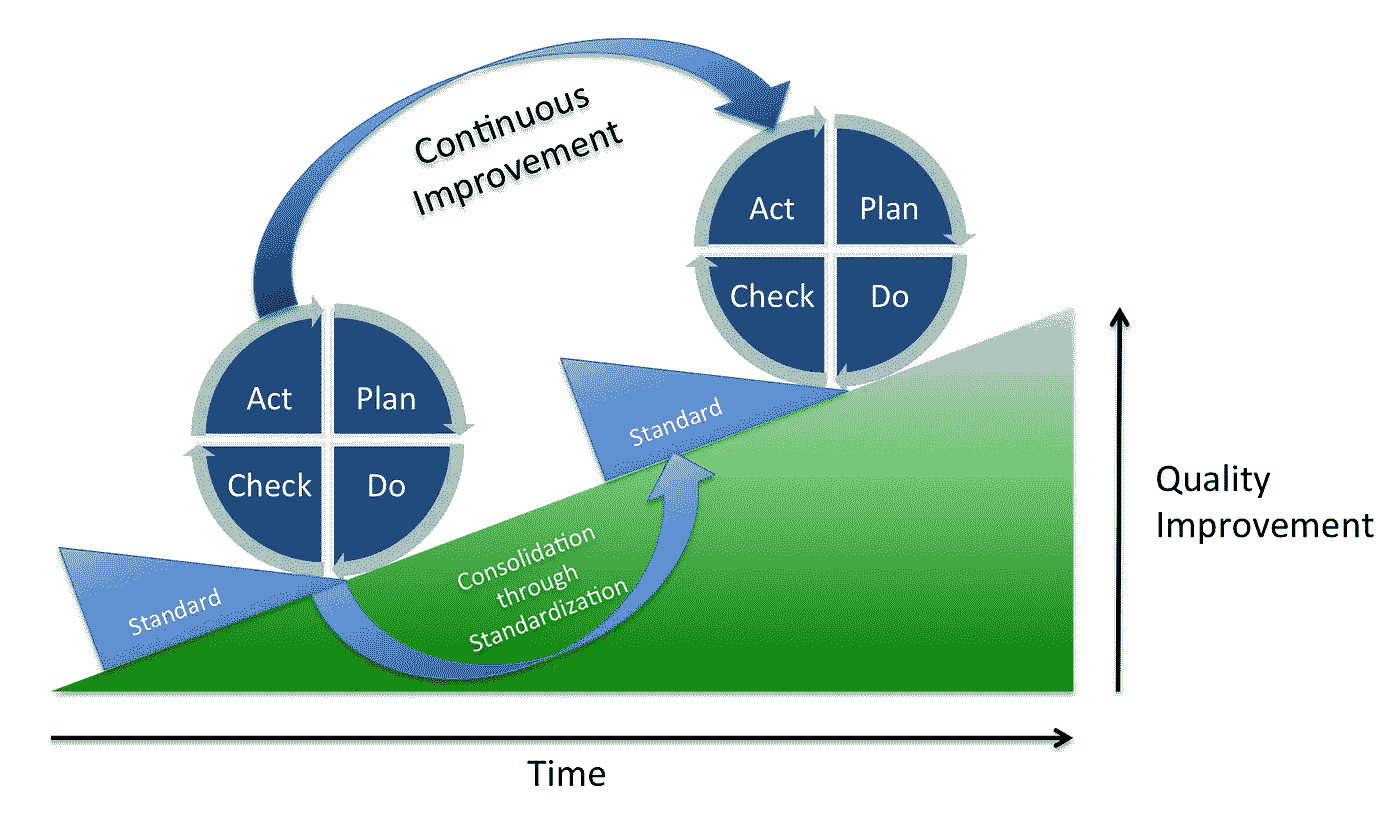 Continuous
Improvement
Act
Plan
Check
Do
Act
Plan
Check
Do
Standard
Standard
Consolidation
through
Standardization
Quality
Improvement
Time